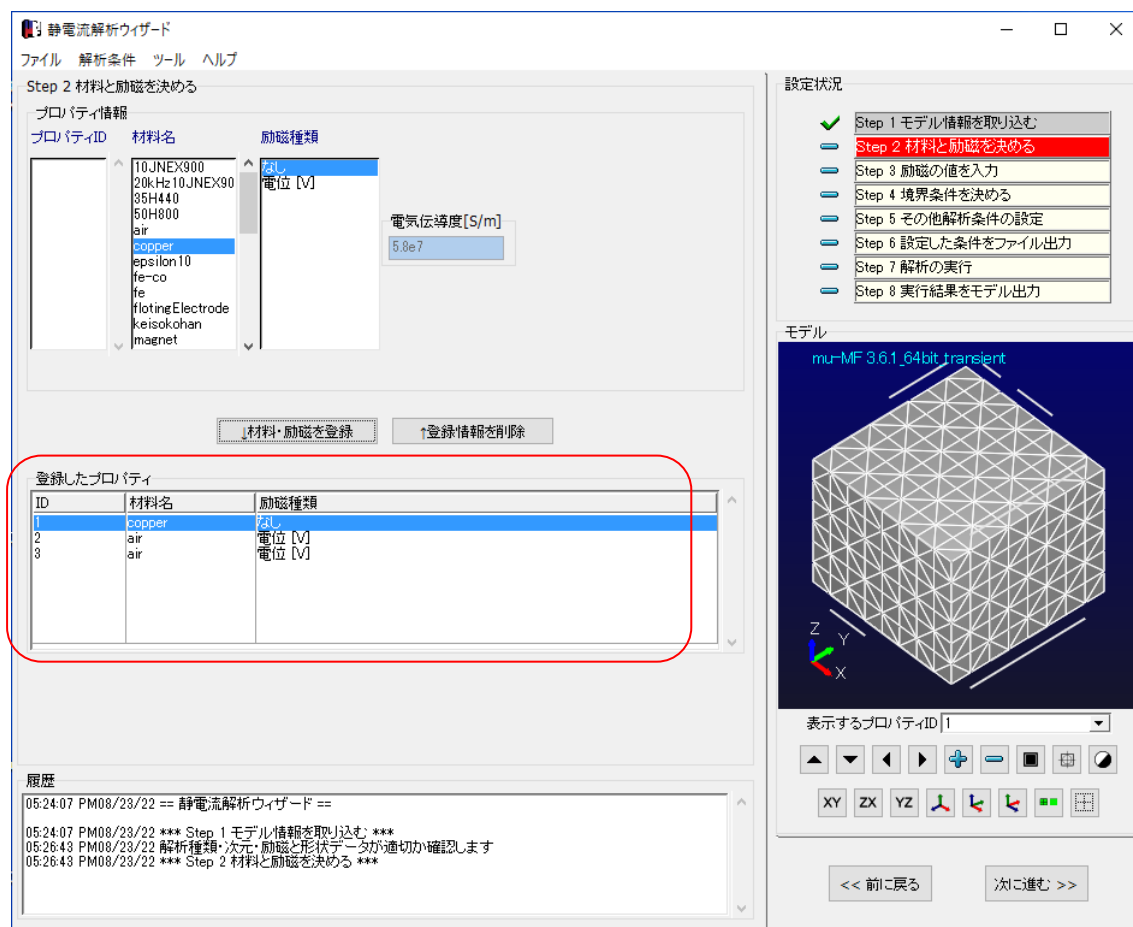 静電流解析ウィザード
ファイル 解析条件 ツール ヘルプ
Step 2 材料と励磁を決める
プロパティ情報
プロパティID 材料名 励磁種類
10JNEX900
20kHz10JNEX90
35H440
50H800
air
copper
epsilon10
fe-co
fe
flotingElectrode
keisokohan
magnet
なし
電位 [V]
電気伝導度[S/m]
5.8e7
↓材料・励磁を登録 ↑登録情報を削除
登録したプロパティ
ID 材料名 励磁種類
1 copper なし
2 air 電位 [V]
3 air 電位 [V]
履歴
05:24:07 PM08/23/22 == 静電流解析ウィザード ==
05:24:07 PM08/23/22 *** Step 1 モデル情報を取り込む ***
05:26:43 PM08/23/22 解析種類・次元・励磁と形状データが適切か確認します
05:26:43 PM08/23/22 *** Step 2 材料と励磁を決める ***
設定状況
Step 1 モデル情報を取り込む
Step 2 材料と励磁を決める
Step 3 励磁の値を入力
Step 4 境界条件を決める
Step 5 その他解析条件の設定
Step 6 設定した条件をファイル出力
Step 7 解析の実行
Step 8 実行結果をモデル出力
モデル
mu-MF 3.6.1_64bit_transient
Z
Y
X
表示するプロパティID 1
XY ZX YZ
<< 前に戻る 次に進む >>